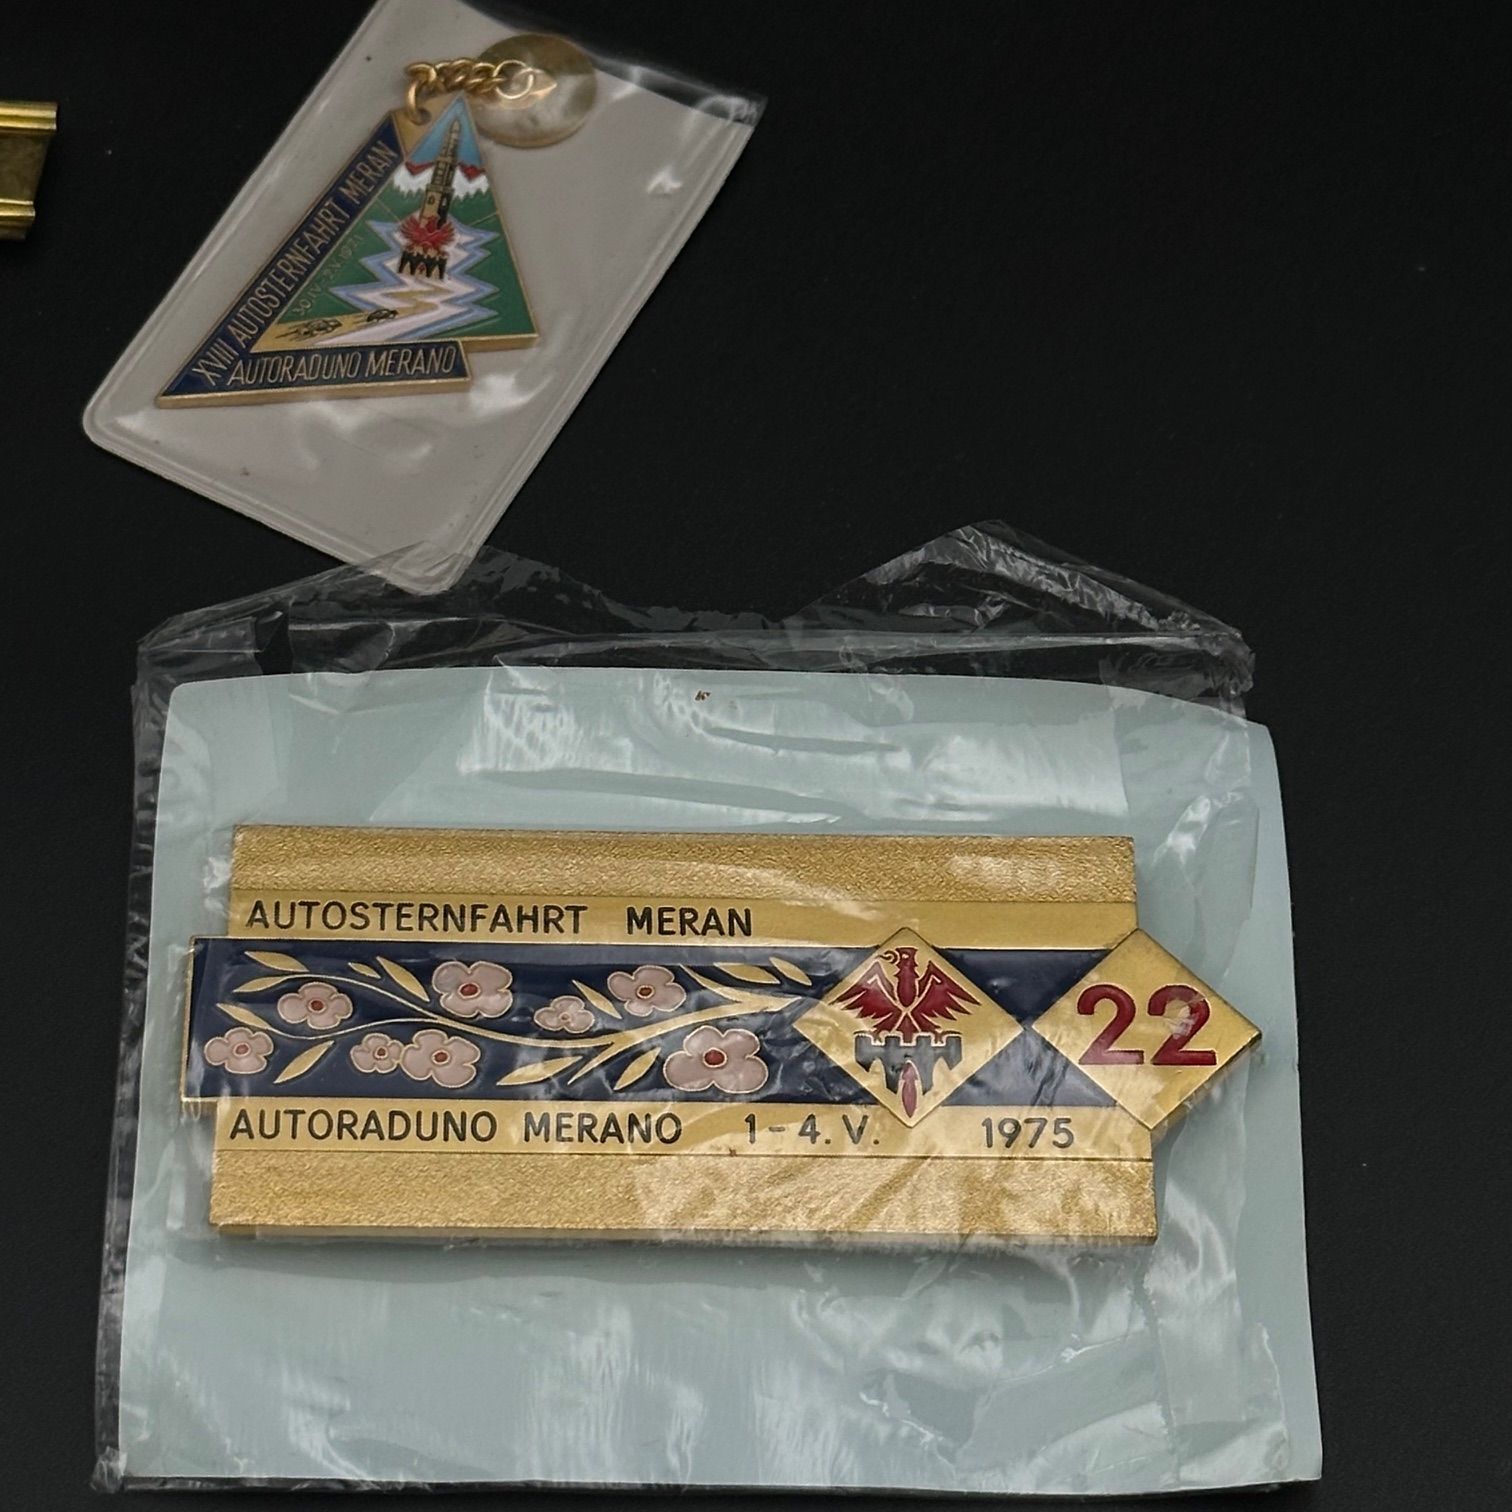 XVIII AUTOSTERNFAHRT MERAN
AUTORADUNO MERANO
AUTOSTERNFAHRT MERAN
22
AUTORADUNO MERANO 1-4. V. 1975